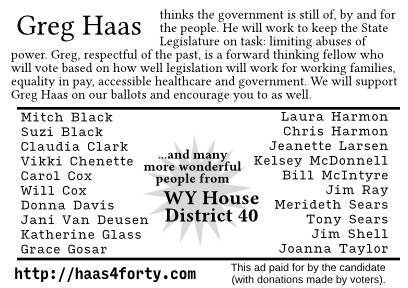 Greg Haas
thinks the government is still of, by and for
the people. He will work to keep the State
Legislature on task: limiting abuses of
power. Greg, respectful of the past, is a forward thinking fellow who
will vote based on how well legislation will work for working families,
equality in pay, accessible healthcare and government. We will support
Greg Haas on our ballots and encourage you to as well.
Mitch Black
Suzi Black
Claudia Clark
Vikki Chenette
Carol Cox
Will Cox
Donna Davis
Jani Van Deusen
Katherine Glass
Grace Gosar
...and many
more wonderful
people from
WY House
District 40
Laura Harmon
Chris Harmon
Jeanette Larsen
Kelsey McDonnell
Bill McIntyre
Jim Ray
Merideth Sears
Tony Sears
Jim Shell
Joanna Taylor
http://haas4forty.com
This ad paid for by the candidate
(with donations made by voters).